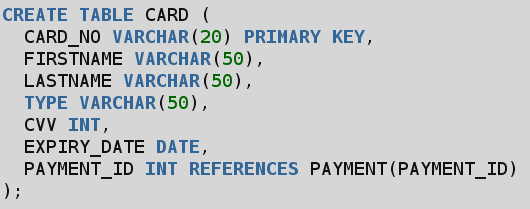 CREATE TABLE CARD (
  CARD_NO VARCHAR(20) PRIMARY KEY,
  FIRSTNAME VARCHAR(50),
  LASTNAME VARCHAR(50),
  TYPE VARCHAR(50),
  CVV INT,
  EXPIRY_DATE DATE,
  PAYMENT_ID INT REFERENCES PAYMENT(PAYMENT_ID)
);